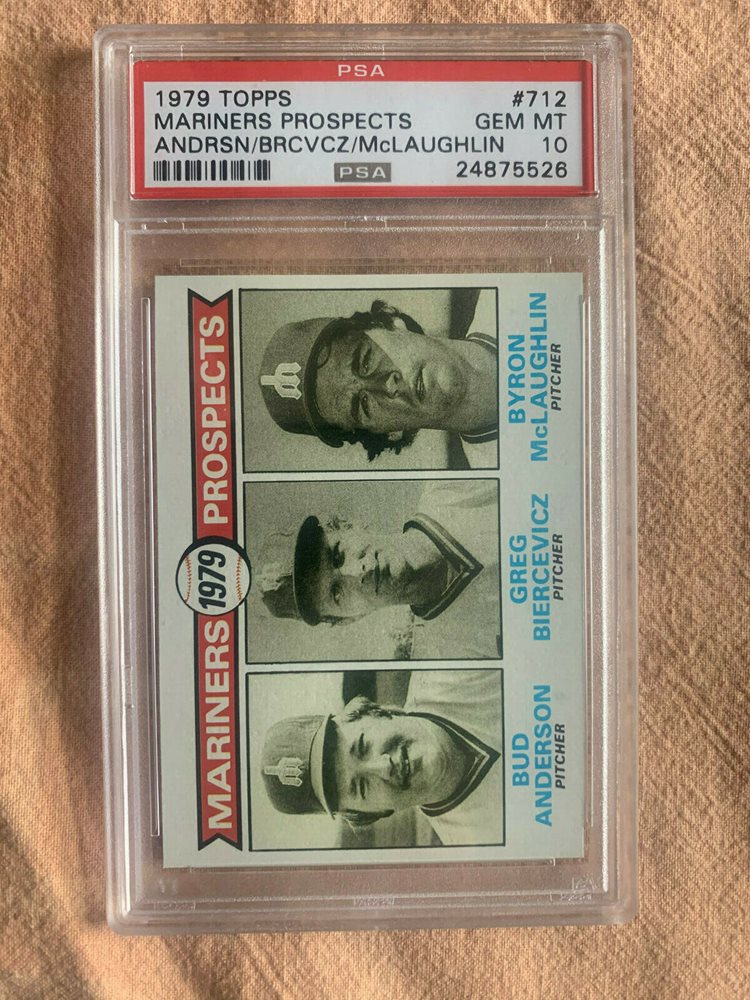 PSA
1979 TOPPS #712
MARINERS PROSPECTS GEM MT
ANDRSN/BRCVCZ/McLAUGHLIN 10
PSA 24875526
MARINERS 1979 PROSPECTS
BUD
ANDERSON
PITCHER
GREG
BIERCEVICZ
PITCHER
BYRON
McLAUGHLIN
PITCHER